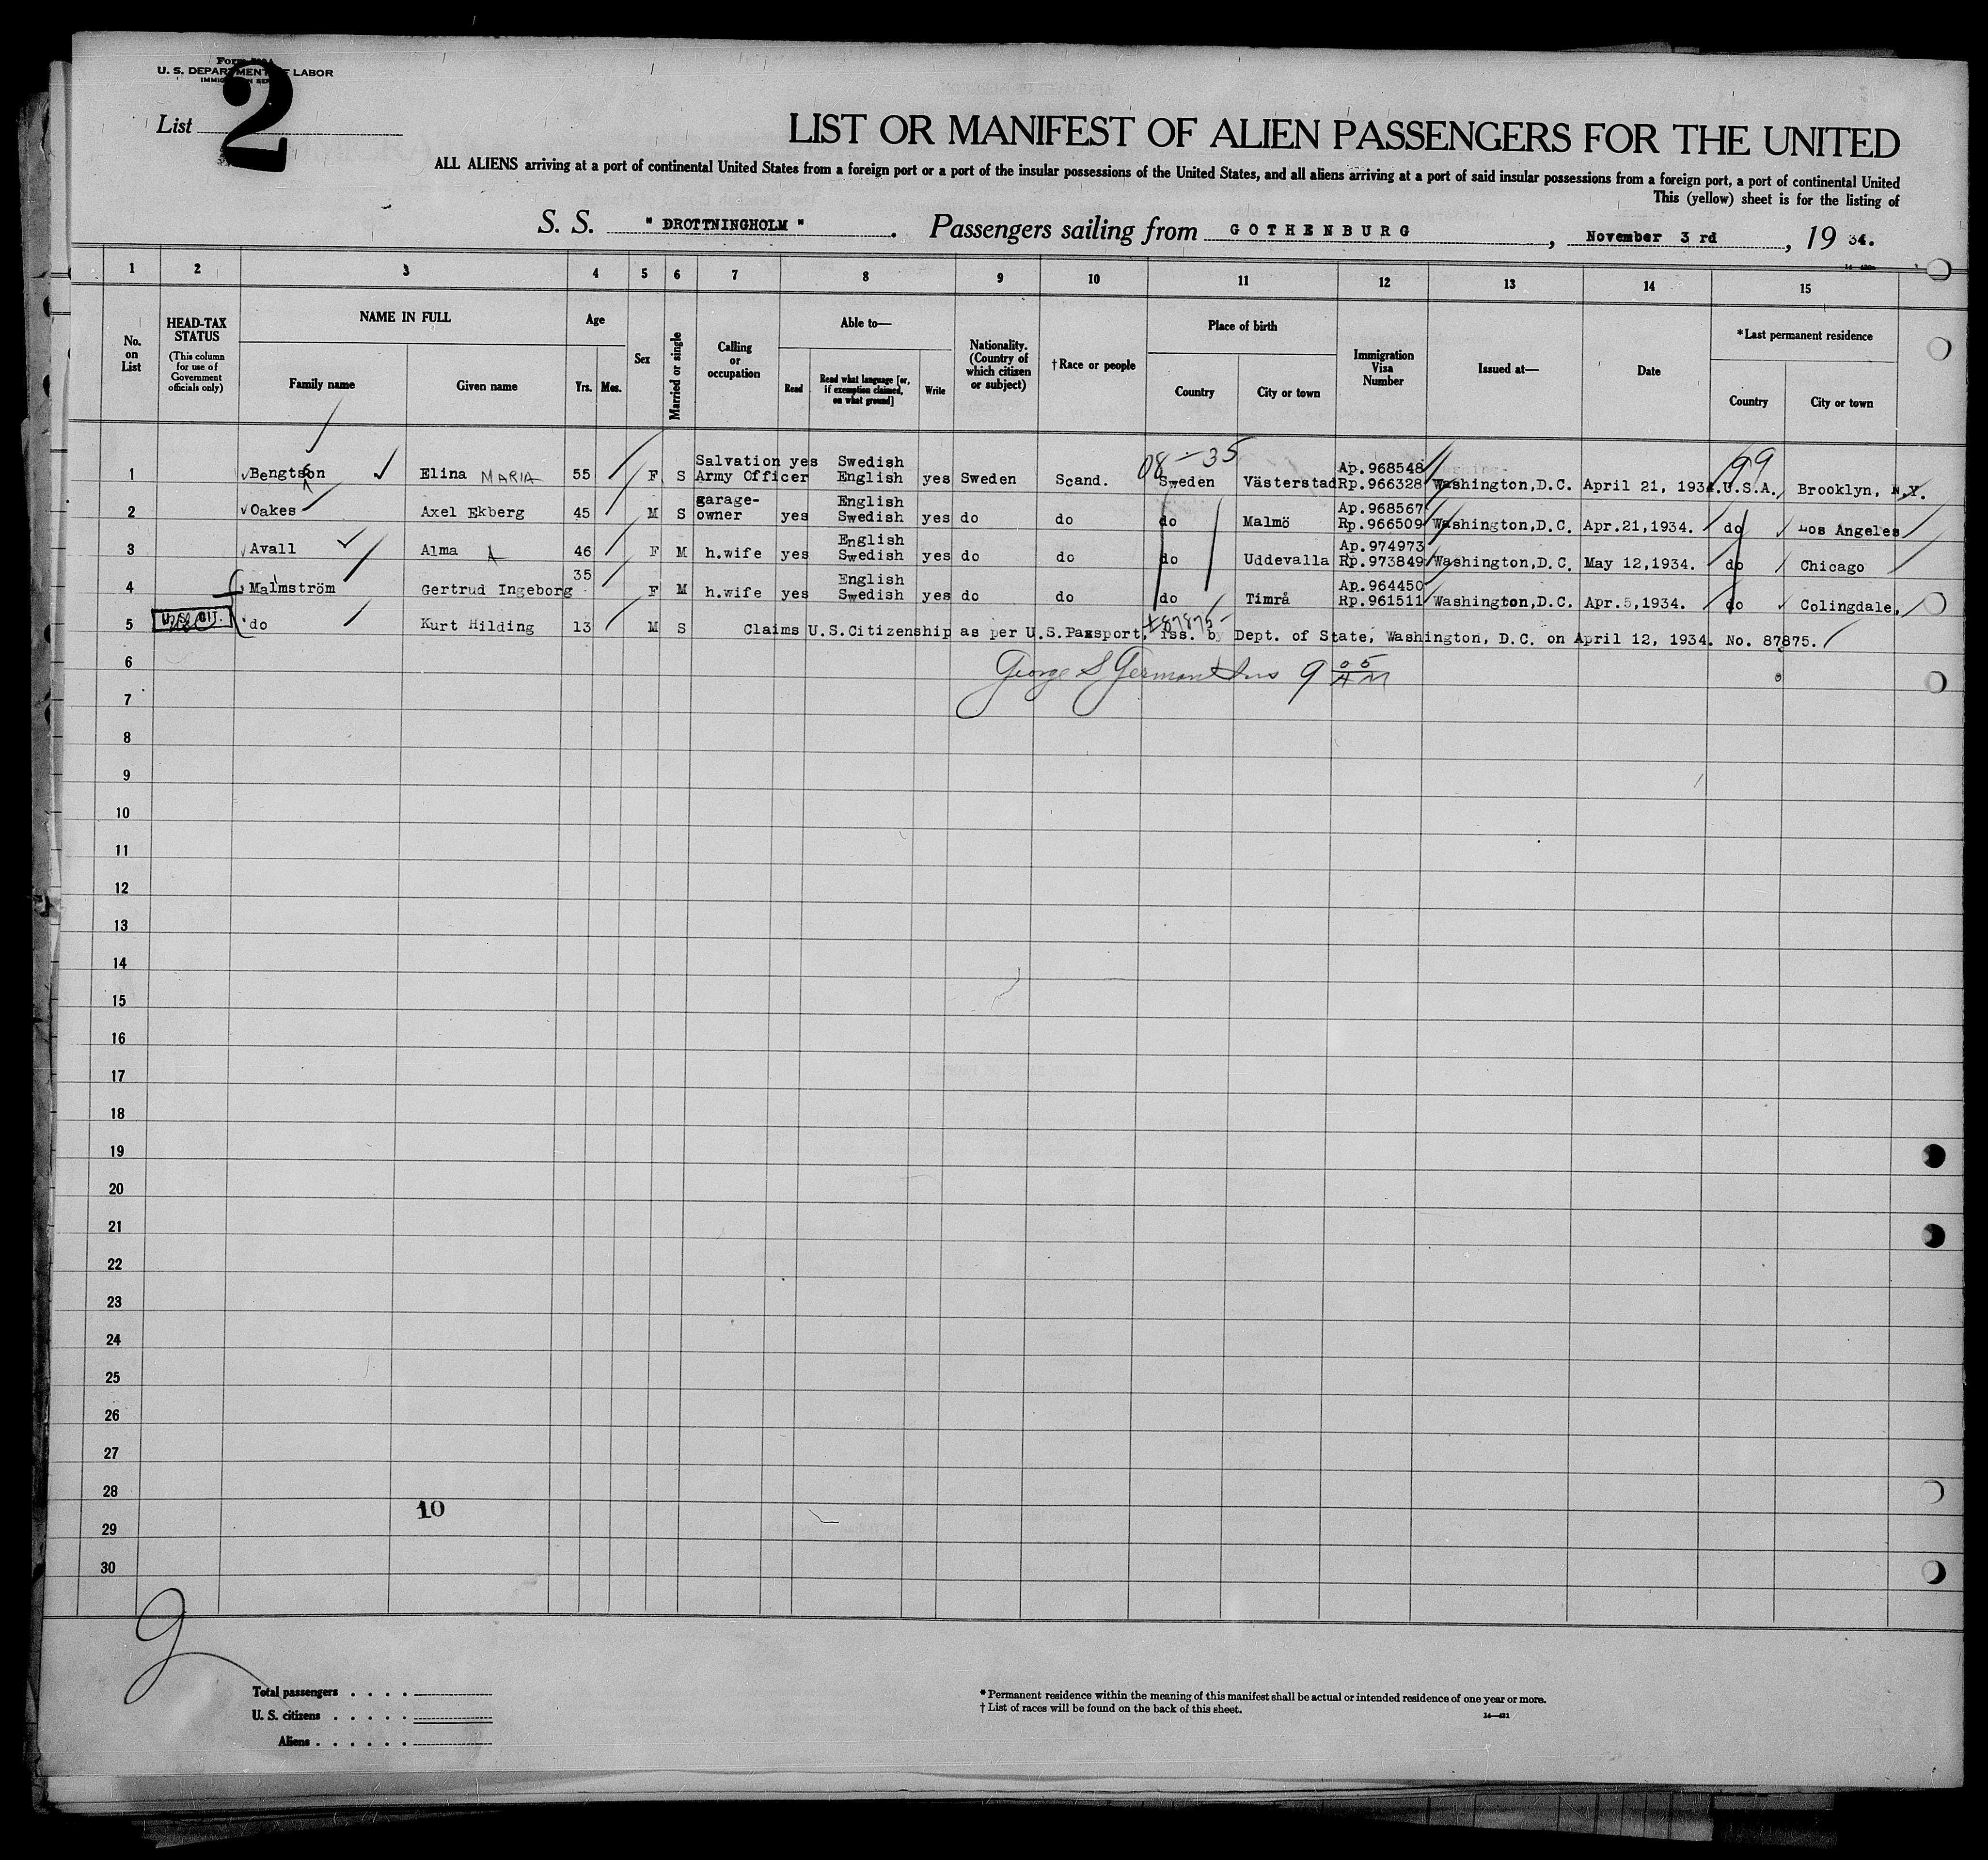 U. S. DEPARTMENT OF LABOR
List 2
LIST OR MANIFEST OF ALIEN PASSENGERS FOR THE UNITED
ALL ALIENS arriving at a port of continental United States from a foreign port or a port of the insular possessions of the United States, and all aliens arriving at a port of said insular possessions from a foreign port, a port of continental United
This (yellow) sheet is for the listing of
S. S. " DROTTNINGHOLM ". Passengers sailing from GOTHENBURG, November 3 rd, 19 34.
1 2 3 4 5 6 7 8 9 10 11 12 13 14 15
No. on List
HEAD-TAX STATUS
(This column for use of Government officials only)
NAME IN FULL
Family name
Given name
Age
Yrs. Mos.
Sex
Married or single
Calling or occupation
Able to—
Read
Read what language [or, if exemption claimed, on what ground]
Write
Nationality. (Country of which citizen or subject)
†Race or people
Place of birth
Country
City or town
Immigration Visa Number
Issued at—
Date
*Last permanent residence
Country
City or town
08-35
99
1 Bengtson Elina MARIA 55 F S Salvation Army Officer yes Swedish English yes Sweden Scand. Sweden Västerstad Ap.968548 Rp.966328 Washington,D.C. April 21, 1934. U.S.A. Brooklyn, N.Y.
2 Oakes Axel Ekberg 45 M S garage-owner yes English Swedish yes do do do Malmö Ap.968567 Rp.966509 Washington,D.C. Apr.21,1934. do Los Angeles
3 Avall Alma A 46 F M h.wife yes English Swedish yes do do do Uddevalla Ap.974973 Rp.973849 Washington,D.C. May 12,1934. do Chicago
4 Malmström Gertrud Ingeborg 35 F M h.wife yes English Swedish yes do do do Timrå Ap.964450 Rp.961511 Washington,D.C. Apr.5,1934. do Colingdale,
87875
5 do Kurt Hilding 13 M S Claims U.S.Citizenship as per U.S.Passport, iss. by Dept. of State, Washington, D.C. on April 12, 1934. No. 87875.
6
George S Germont Ins 9 05 AM
7
8
9
10
11
12
13
14
15
16
17
18
19
20
21
22
23
24
25
26
27
28
10
29
30
Total passengers
U. S. citizens
Aliens
* Permanent residence within the meaning of this manifest shall be actual or intended residence of one year or more.
† List of races will be found on the back of this sheet.